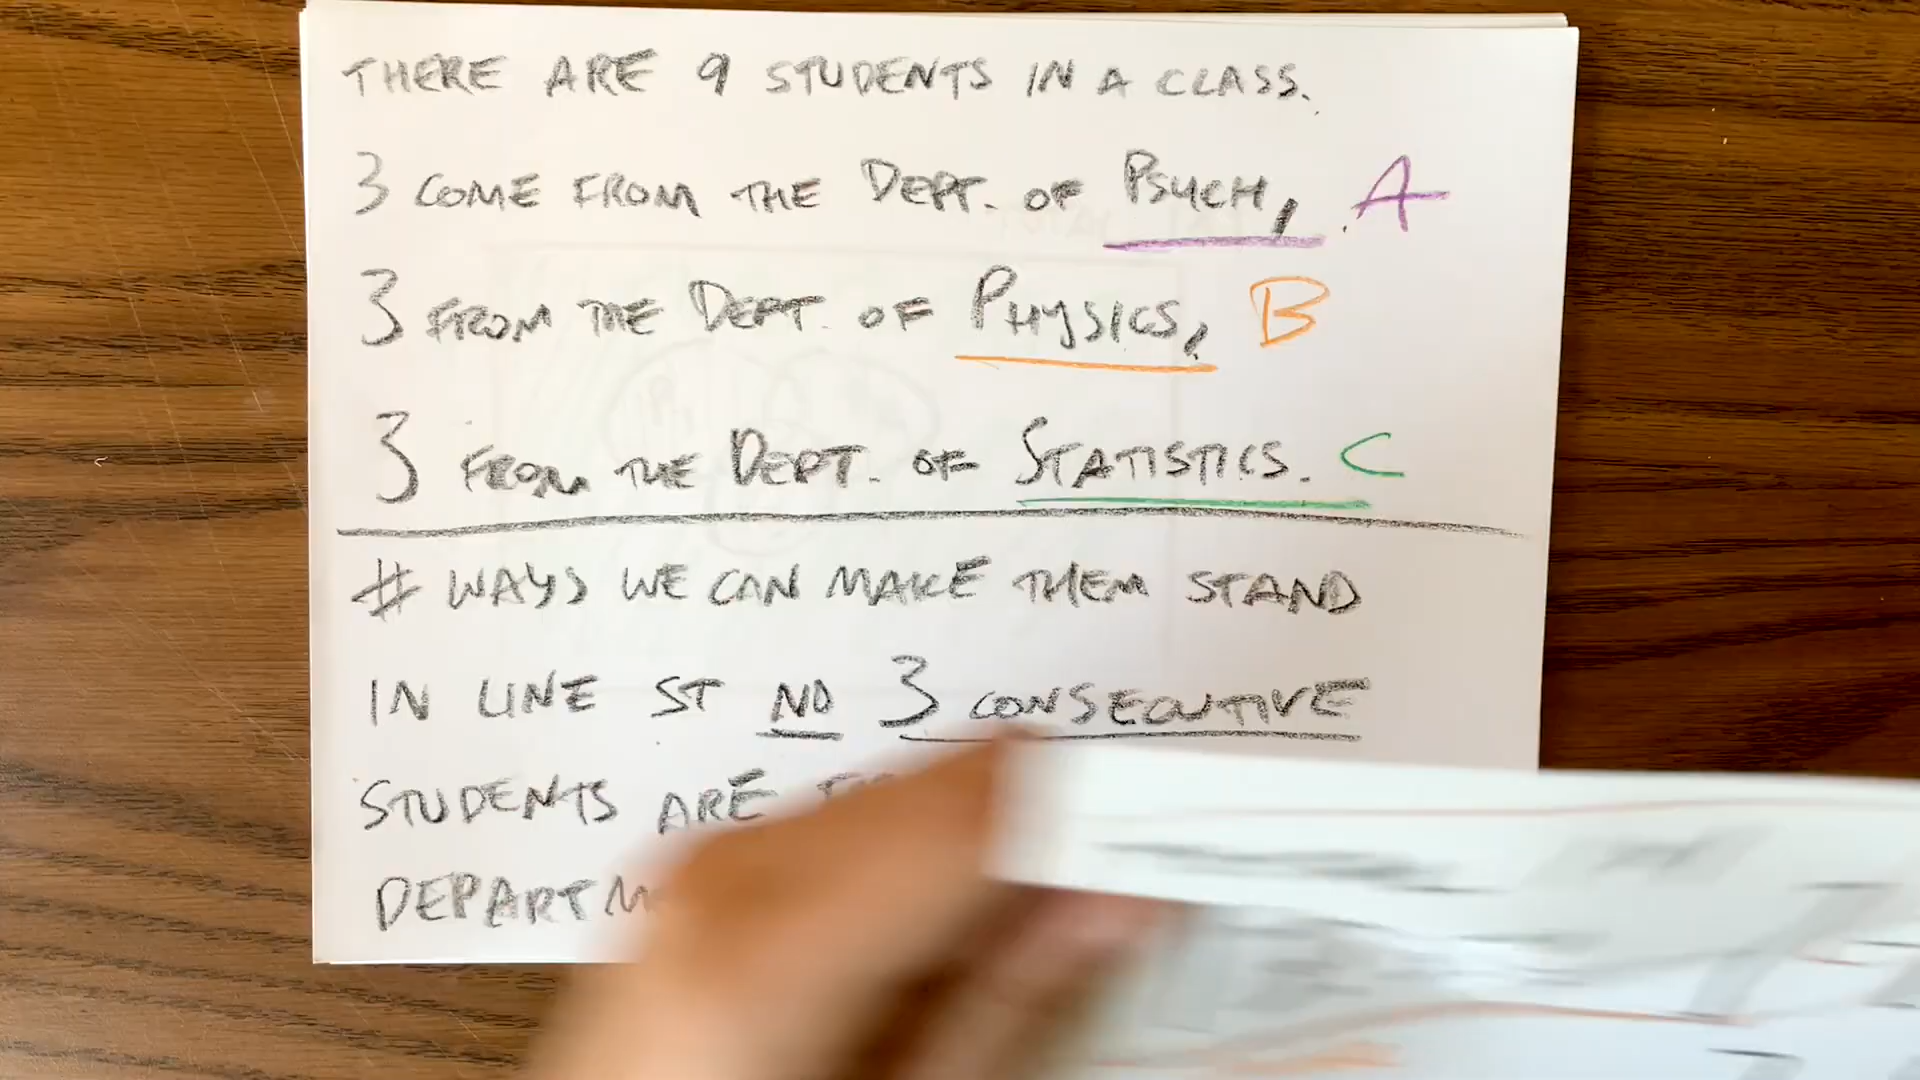 THERE ARE 9 STUDENTS IN A CLASS.
3 COME FROM THE DEPT. OF PSYCH, A
3 FROM THE DEPT. OF PHYSICS, B
3 FROM THE DEPT. OF STATISTICS. C
# WAYS WE CAN MAKE THEM STAND
IN LINE ST NO 3 CONSECUTIVE
STUDENTS ARE